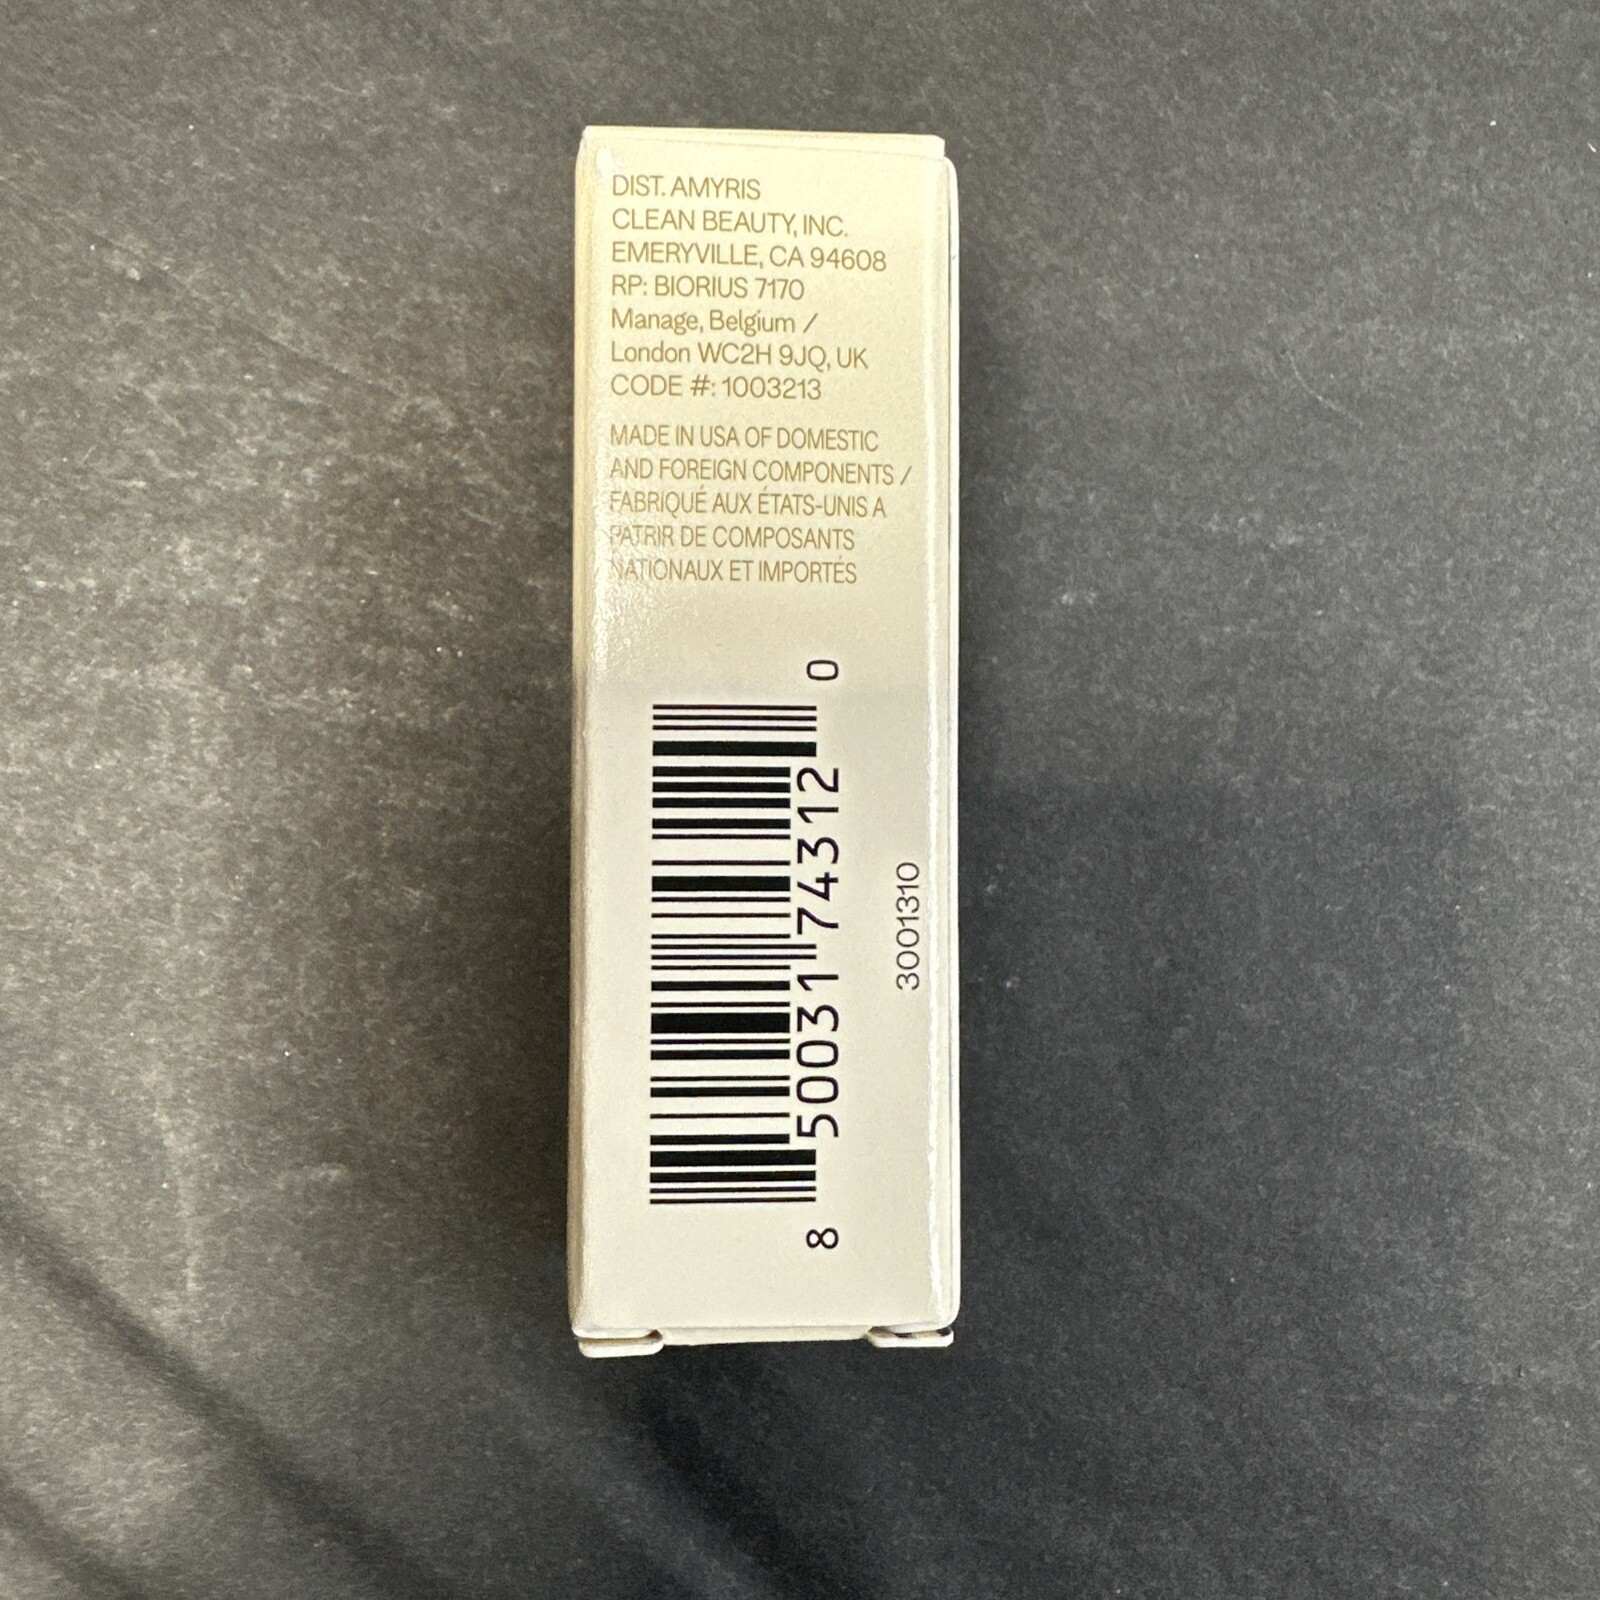 DIST. AMYRIS
CLEAN BEAUTY, INC.
EMERYVILLE, CA 94608
RP: BIORIUS 7170
Manage, Belgium /
London WC2H 9JQ, UK
CODE #: 1003213
MADE IN USA OF DOMESTIC
AND FOREIGN COMPONENTS /
FABRIQUÉ AUX ÉTATS-UNIS A
PATRIR DE COMPOSANTS
NATIONAUX ET IMPORTÉS
8 50031 74312 0
3001310